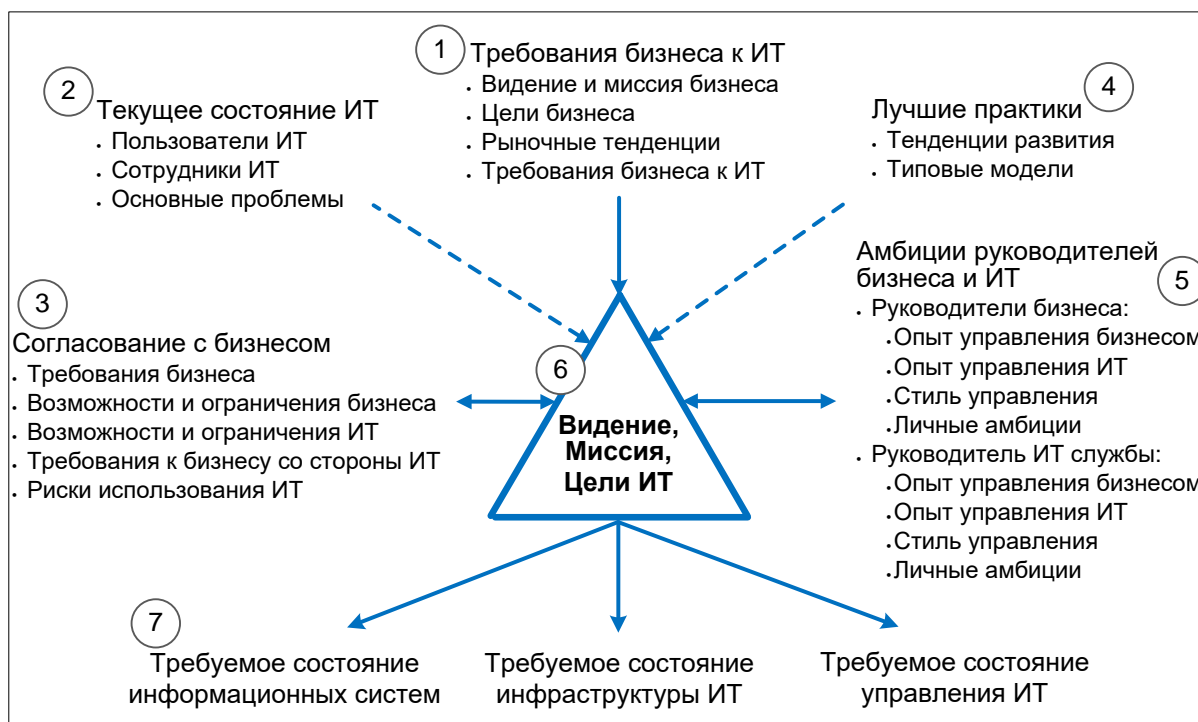 1
Требования бизнеса к ИТ
. Видение и миссия бизнеса
. Цели бизнеса
. Рыночные тенденции
. Требования бизнеса к ИТ
2
Текущее состояние ИТ
. Пользователи ИТ
. Сотрудники ИТ
. Основные проблемы
4
Лучшие практики
. Тенденции развития
. Типовые модели
3
Согласование с бизнесом
. Требования бизнеса
. Возможности и ограничения бизнеса
. Возможности и ограничения ИТ
. Требования к бизнесу со стороны ИТ
. Риски использования ИТ
Амбиции руководителей
бизнеса и ИТ
5
. Руководители бизнеса:
. Опыт управления бизнесом
. Опыт управления ИТ
. Стиль управления
. Личные амбиции
. Руководитель ИТ службы:
. Опыт управления бизнесом
. Опыт управления ИТ
. Стиль управления
. Личные амбиции
6
Видение,
Миссия,
Цели ИТ
7
Требуемое состояние
информационных систем
Требуемое состояние
инфраструктуры ИТ
Требуемое состояние
управления ИТ